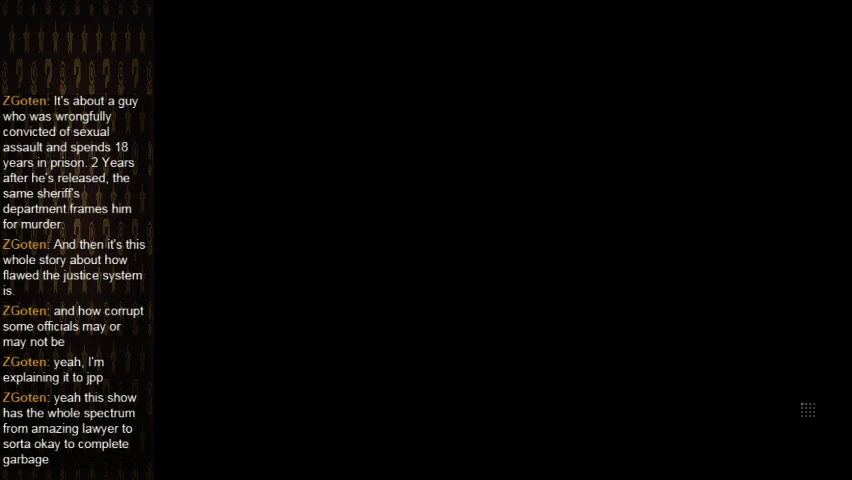 ZGoten: It's about a guy
who was wrongfully
convicted of sexual
assault and spends 18
years in prison. 2 Years
after he's released, the
same sheriff's
department frames him
for murder.
ZGoten: And then it's this
whole story about how
flawed the justice system
is.
ZGoten: and how corrupt
some officials may or
may not be
ZGoten: yeah, I'm
explaining it to jpp
ZGoten: yeah this show
has the whole spectrum
from amazing lawyer to
sorta okay to complete
garbage